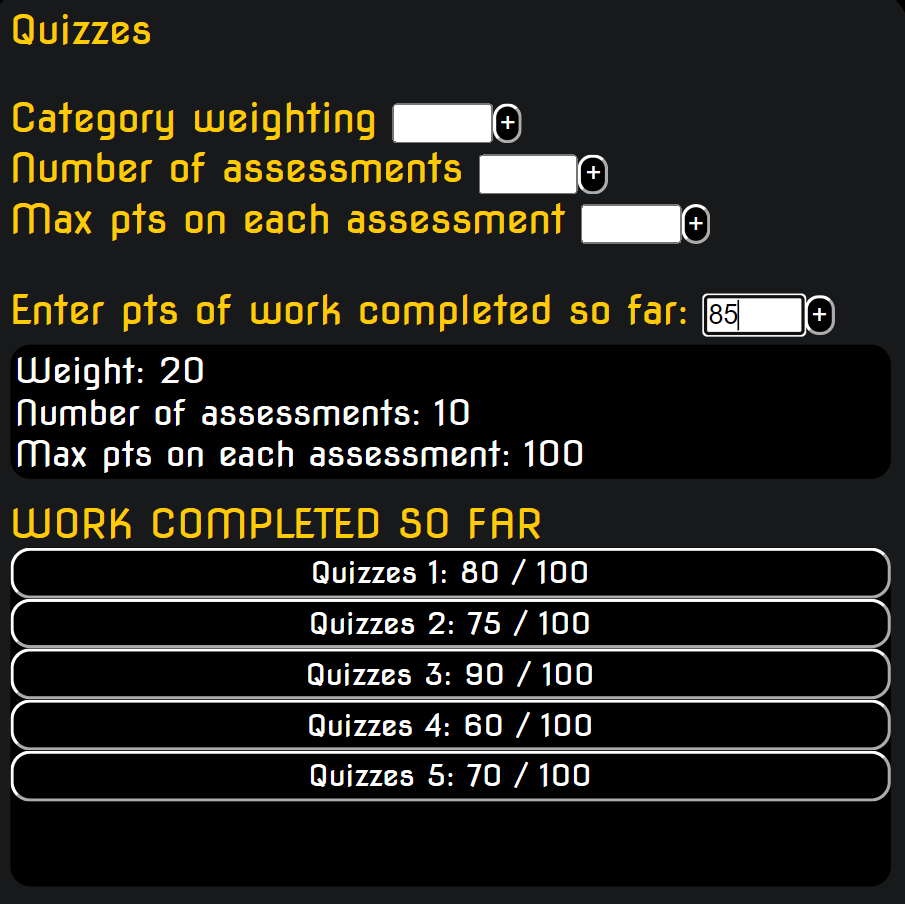 Quizzes
Category weighting +
Number of assessments +
Max pts on each assessment +
Enter pts of work completed so far: 85 +
Weight: 20
Number of assessments: 10
Max pts on each assessment: 100
WORK COMPLETED SO FAR
Quizzes 1: 80 / 100
Quizzes 2: 75 / 100
Quizzes 3: 90 / 100
Quizzes 4: 60 / 100
Quizzes 5: 70 / 100